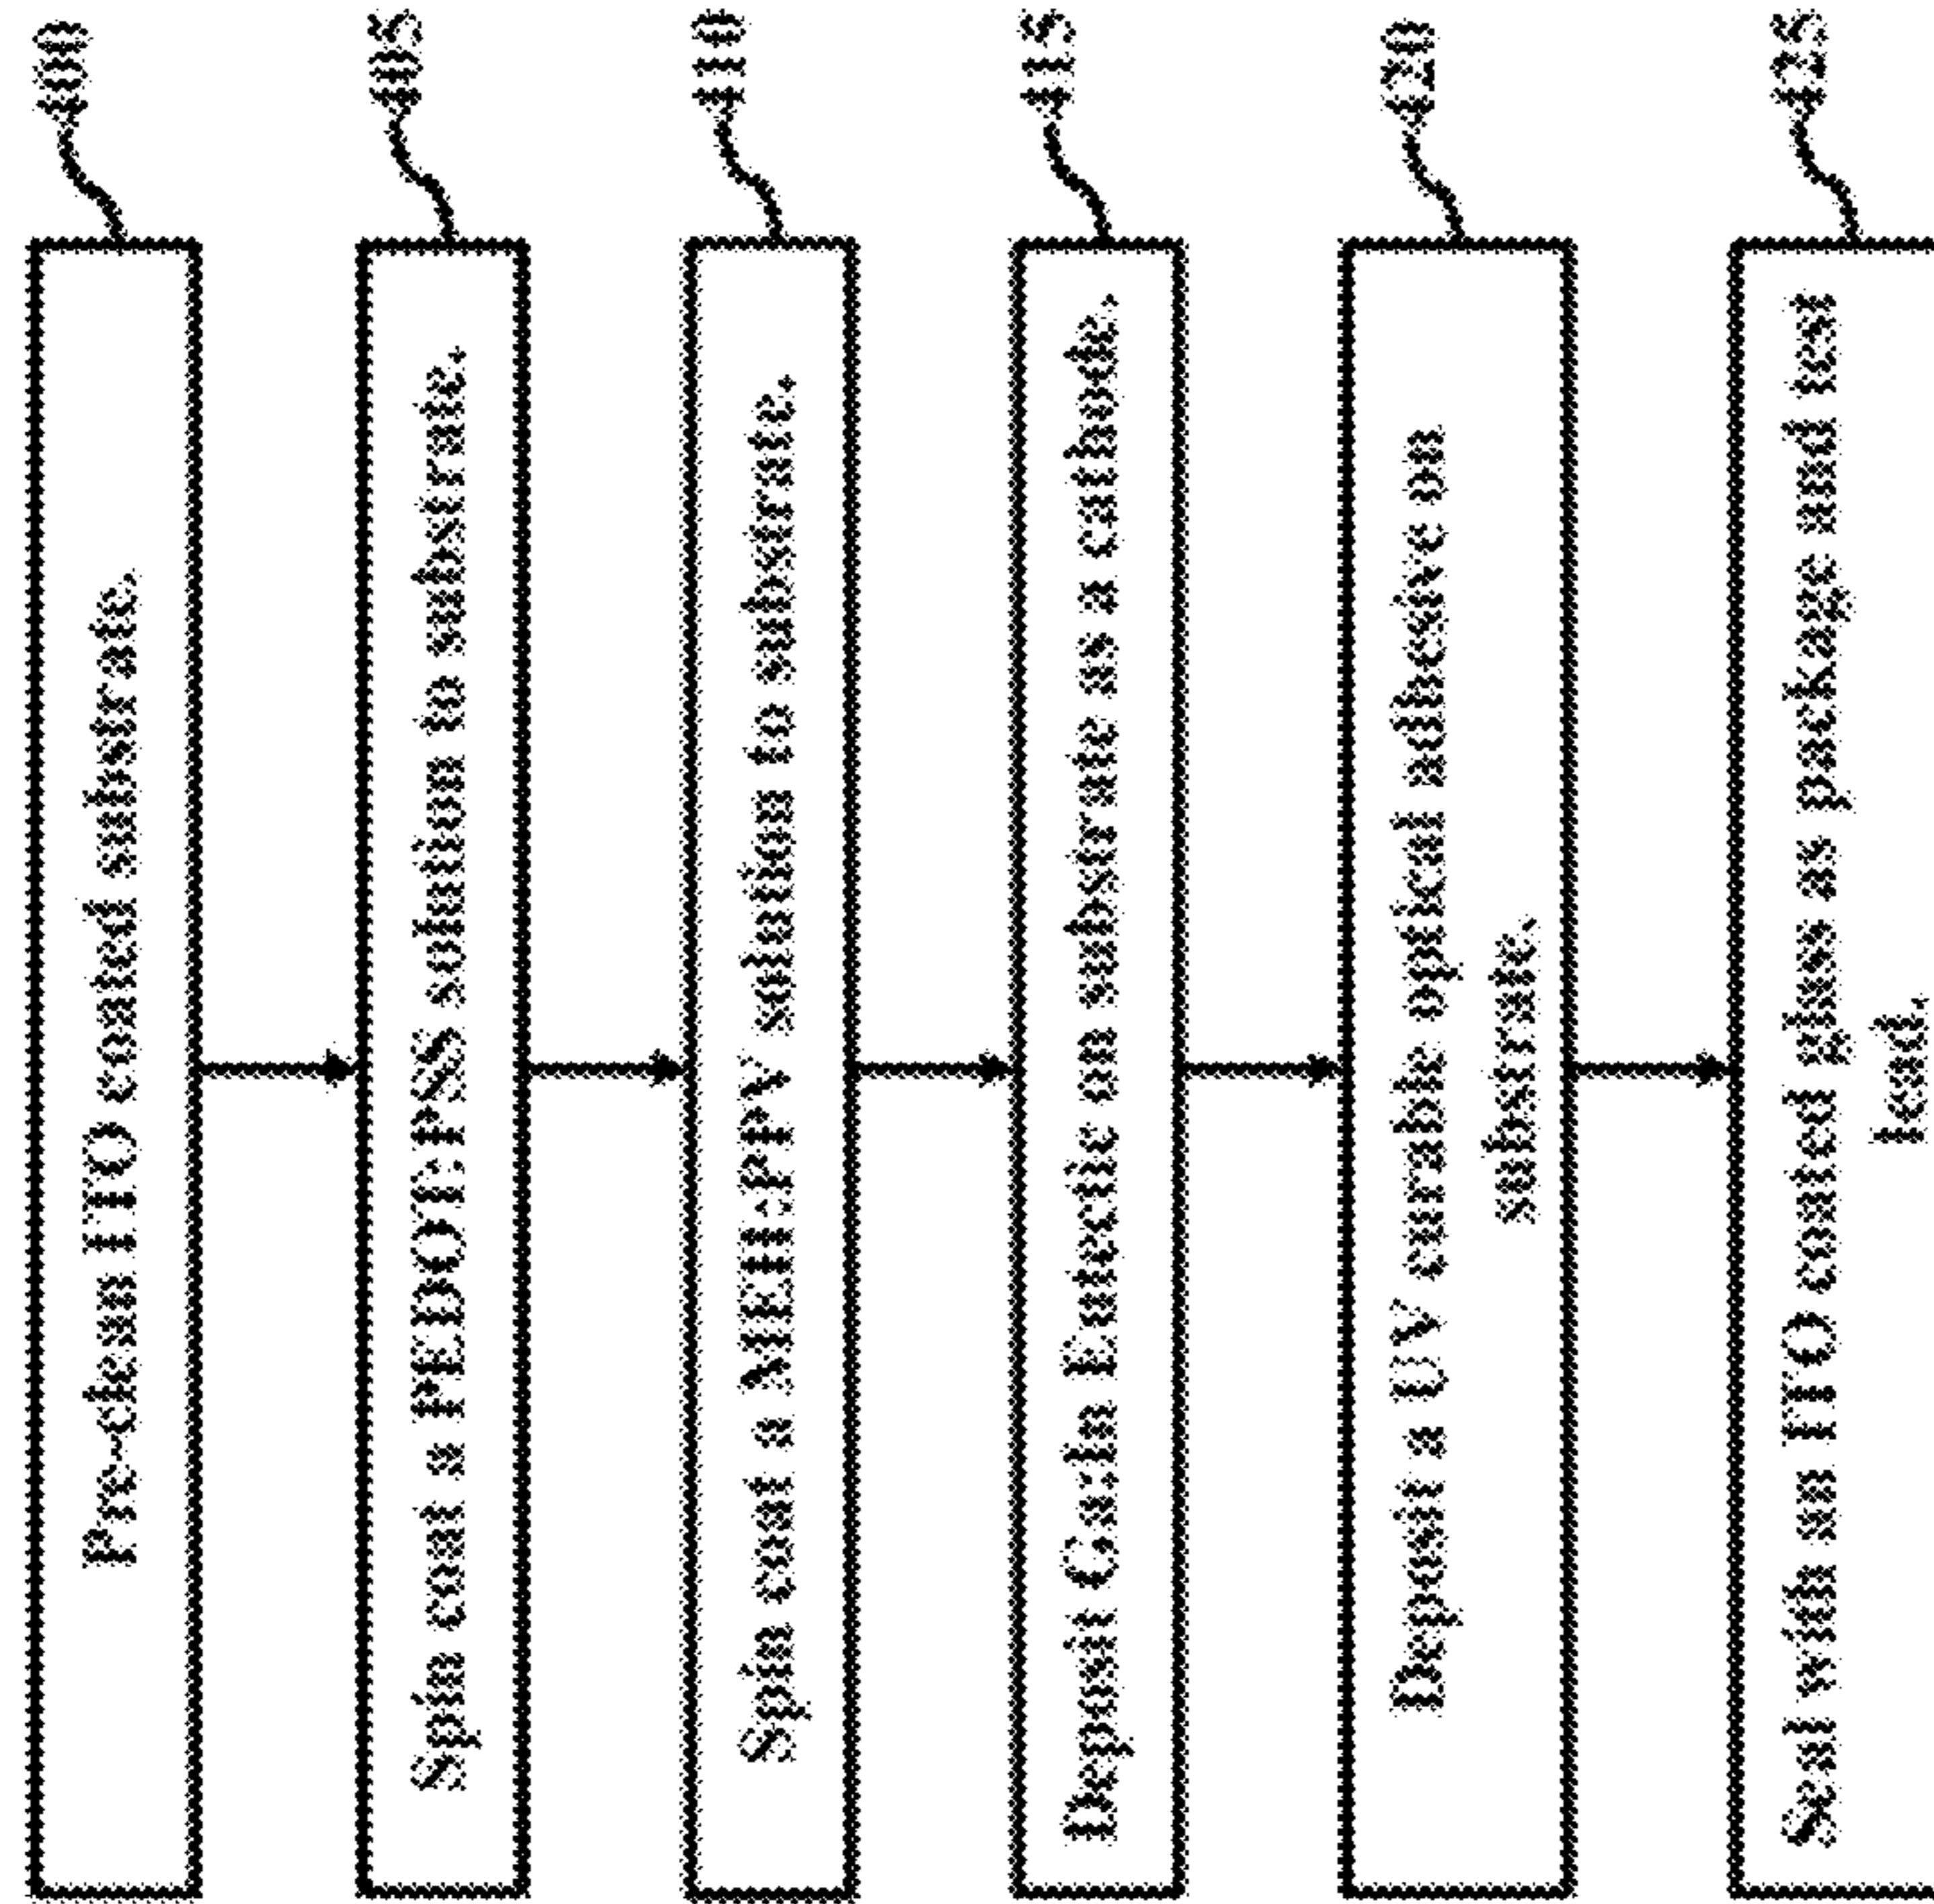 400
Pre-clean ITO coated substrate.
405
Spin coat a PEDOT:PSS solution to substrate.
410
Spin coat a MEH-PPV solution to substrate.
415
Deposit Ga:In Eutectic on substrate as a cathode.
420
Deposit a UV curable optical adhesive on
substrate.
425
Seal with an ITO coated glass as package and test
lead.